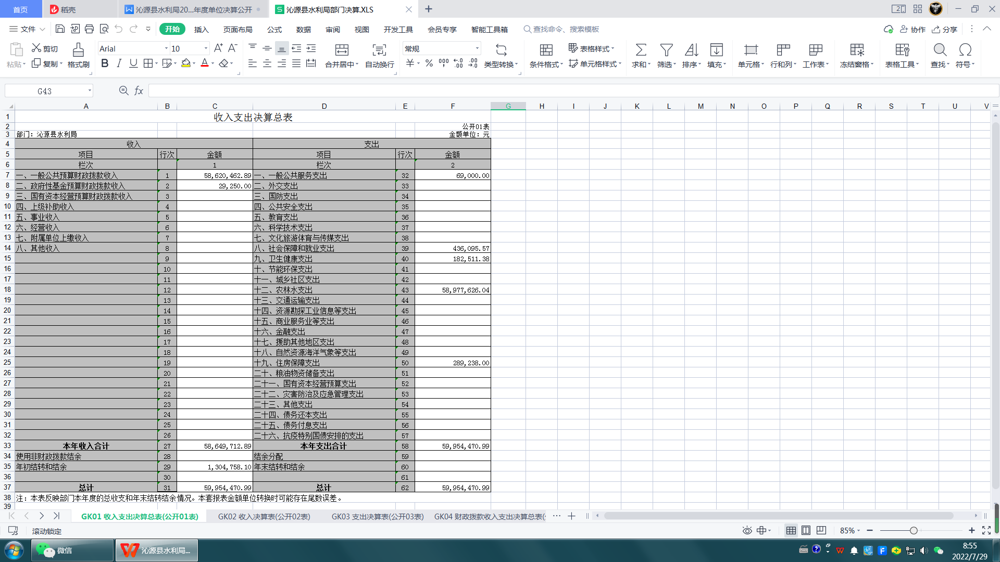 首页 稻壳 沁源县水利局20...年度单位决算公开 沁源县水利局部门决算.XLS
文件 开始 插入 页面布局 公式 数据 审阅 视图 开发工具 会员专享 智能工具箱 查找命令、搜索模板 协作 分享
粘贴 剪切 复制 格式刷 Arial 10 合并居中 自动换行 常规 类型转换 条件格式 表格样式 单元格样式 求和 筛选 排序 填充 单元格 行和列 工作表 冻结窗格 表格工具 查找 符号
G43 fx
A B C D E F G H I J K L M N O P Q R S T U V
1 收入支出决算总表
2 公开01表
3 部门：沁源县水利局 金额单位：元
4 收入 支出
5 项目 行次 金额 项目 行次 金额
6 栏次 1 栏次 2
7 一、一般公共预算财政拨款收入 1 58,620,462.89 一、一般公共服务支出 32 69,000.00
8 二、政府性基金预算财政拨款收入 2 29,250.00 二、外交支出 33
9 三、国有资本经营预算财政拨款收入 3 三、国防支出 34
10 四、上级补助收入 4 四、公共安全支出 35
11 五、事业收入 5 五、教育支出 36
12 六、经营收入 6 六、科学技术支出 37
13 七、附属单位上缴收入 7 七、文化旅游体育与传媒支出 38
14 八、其他收入 8 八、社会保障和就业支出 39 436,095.57
15 9 九、卫生健康支出 40 182,511.38
16 10 十、节能环保支出 41
17 11 十一、城乡社区支出 42
18 12 十二、农林水支出 43 58,977,626.04
19 13 十三、交通运输支出 44
20 14 十四、资源勘探工业信息等支出 45
21 15 十五、商业服务业等支出 46
22 16 十六、金融支出 47
23 17 十七、援助其他地区支出 48
24 18 十八、自然资源海洋气象等支出 49
25 19 十九、住房保障支出 50 289,238.00
26 20 二十、粮油物资储备支出 51
27 21 二十一、国有资本经营预算支出 52
28 22 二十二、灾害防治及应急管理支出 53
29 23 二十三、其他支出 54
30 24 二十四、债务还本支出 55
31 25 二十五、债务付息支出 56
32 26 二十六、抗疫特别国债安排的支出 57
33 本年收入合计 27 58,649,712.89 本年支出合计 58 59,954,470.99
34 使用非财政拨款结余 28 结余分配 59
35 年初结转和结余 29 1,304,758.10 年末结转和结余 60
36 30 61
37 总计 31 59,954,470.99 总计 62 59,954,470.99
38 注：本表反映部门本年度的总收支和年末结转结余情况。本套报表金额单位转换时可能存在尾数误差。
39
GK01 收入支出决算总表(公开01表) GK02 收入决算表(公开02表) GK03 支出决算表(公开03表) GK04 财政拨款收入支出决算总表(
滚动锁定 85%
微信 沁源县水利局... 8:55
2022/7/29